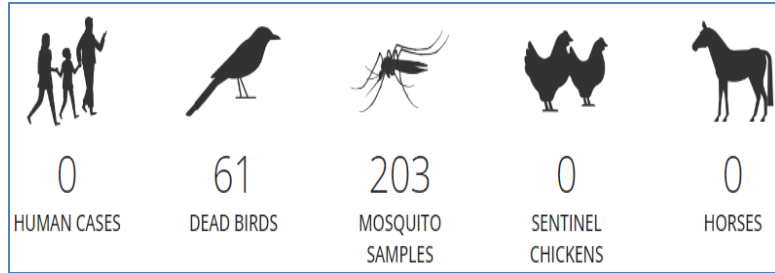 0 61 203 0 0
HUMAN CASES DEAD BIRDS MOSQUITO SENTINEL HORSES
SAMPLES CHICKENS